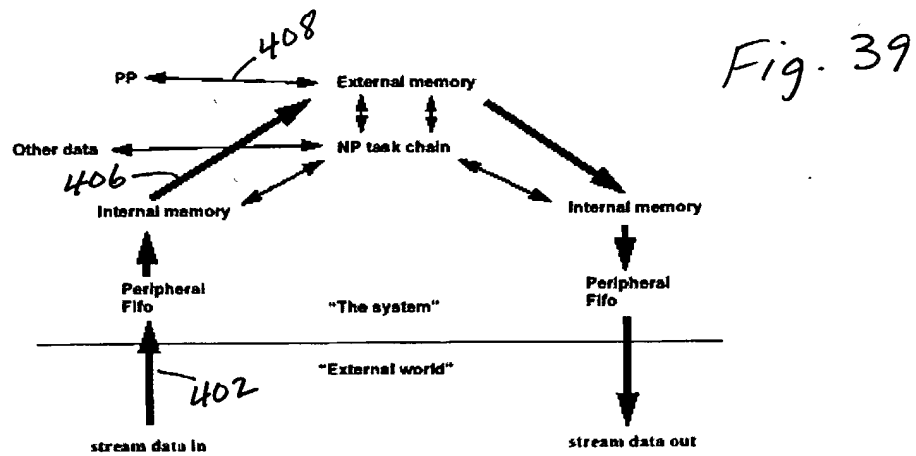 Fig. 39
408
PP
External memory
Other data
NP task chain
406
Internal memory
Internal memory
Peripheral
Fifo
Peripheral
Fifo
"The system"
"External world"
402
stream data in
stream data out